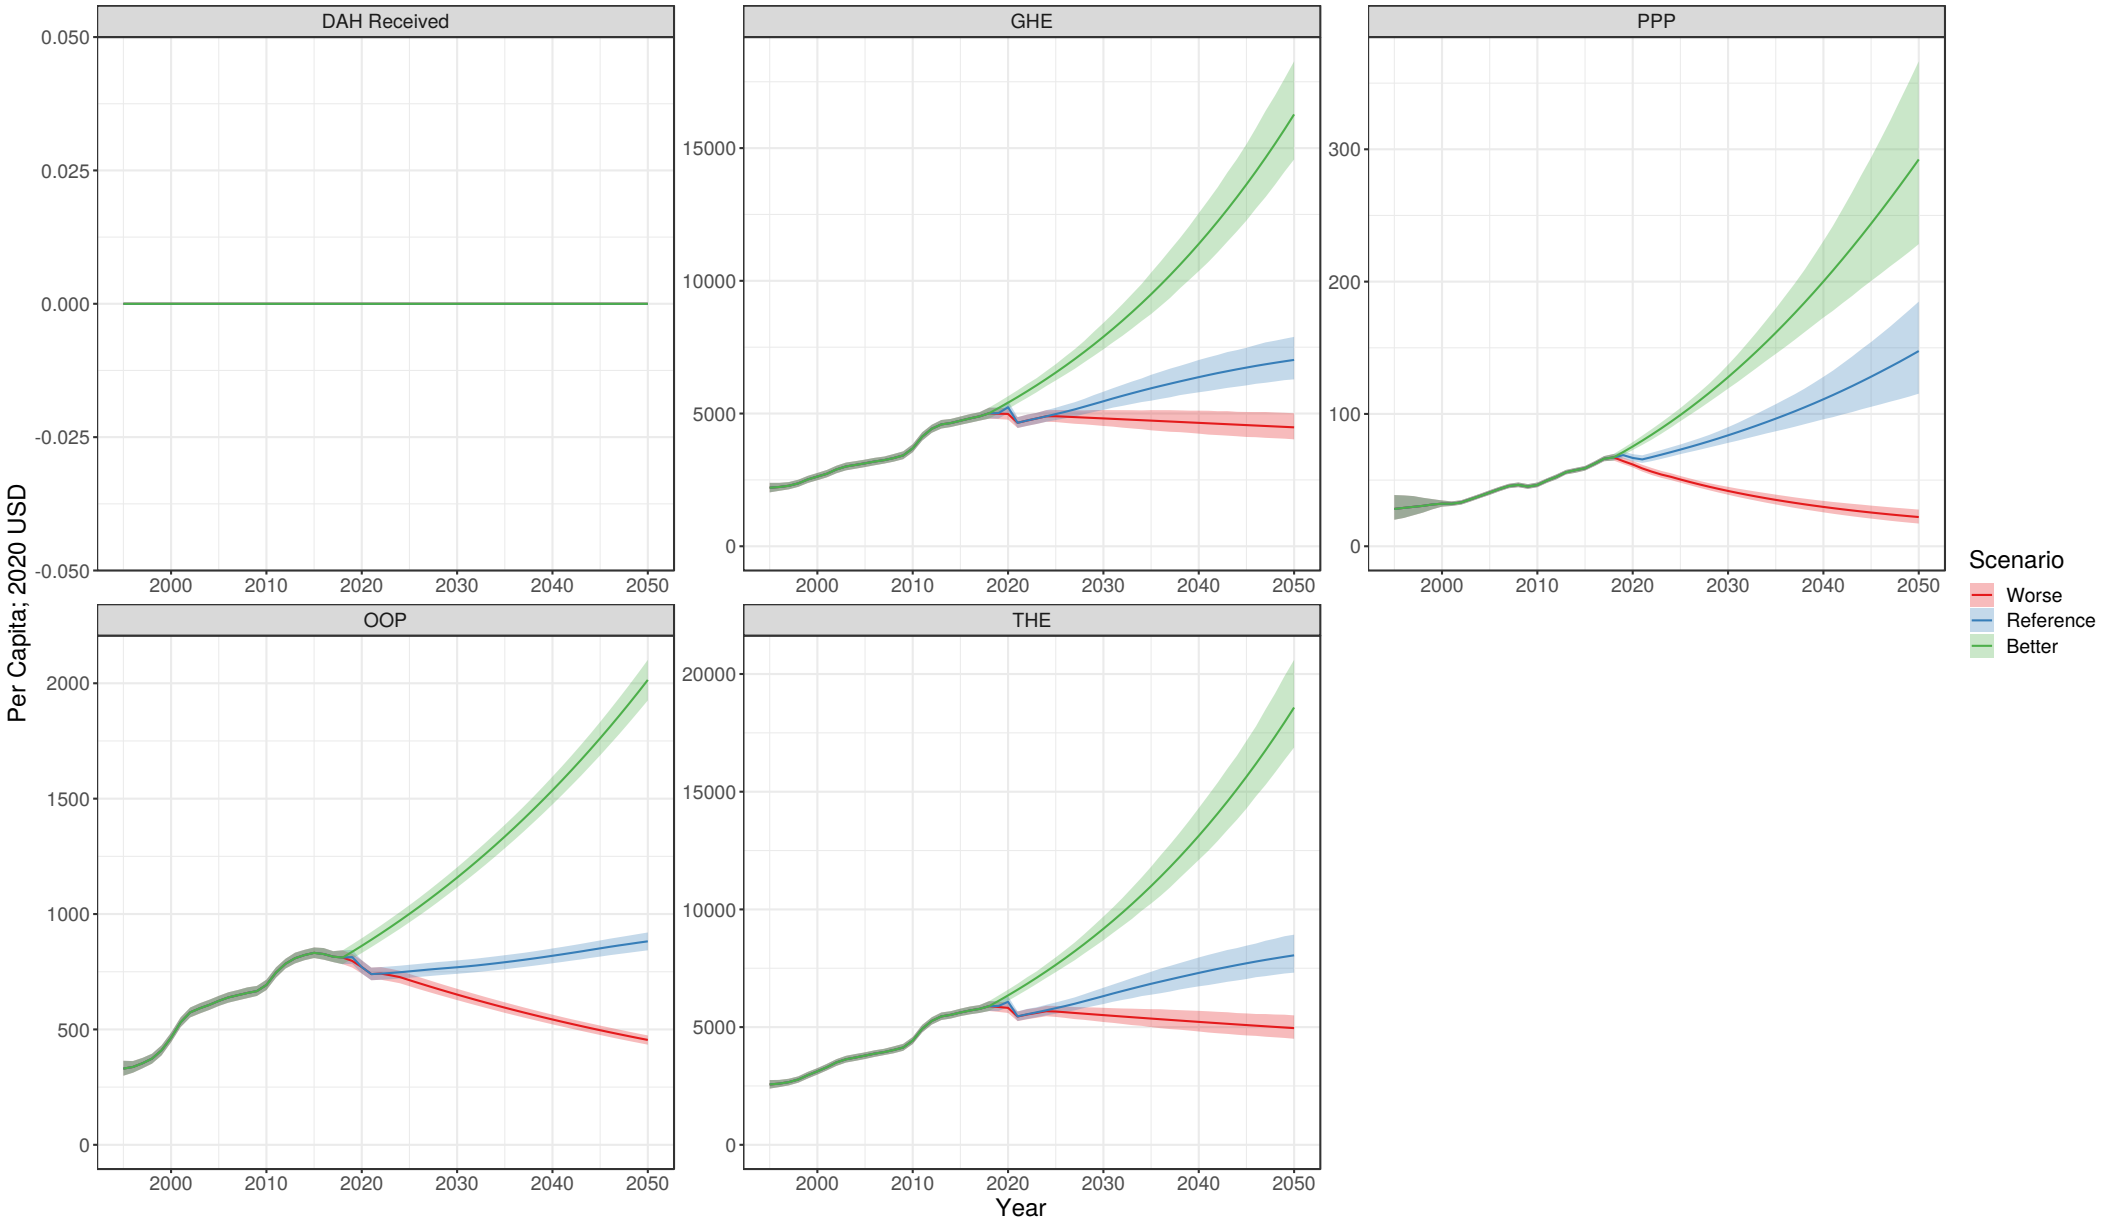 DAH Received
GHE
PPP
0.050
0.025
0.000
-0.025
-0.050
15000
10000
5000
0
300
200
100
0
2000 2010 2020 2030 2040 2050
2000 2010 2020 2030 2040 2050
2000 2010 2020 2030 2040 2050
OOP
THE
2000
1500
1000
500
0
20000
15000
10000
5000
0
2000 2010 2020 2030 2040 2050
2000 2010 2020 2030 2040 2050
Per Capita; 2020 USD
Year
Scenario
Worse
Reference
Better